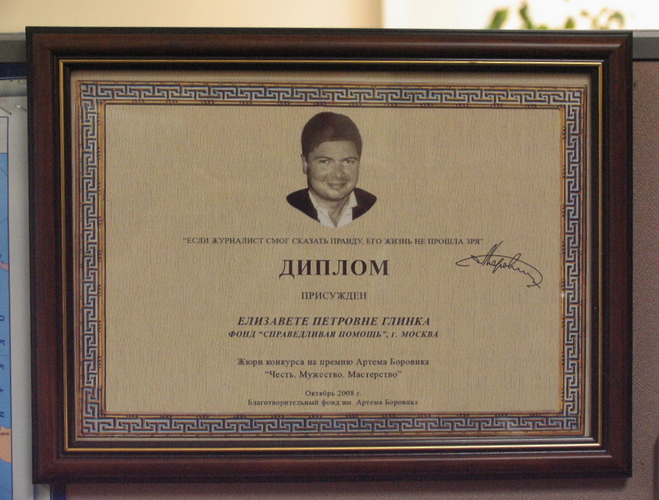 "ЕСЛИ ЖУРНАЛИСТ СМОГ СКАЗАТЬ ПРАВДУ, ЕГО ЖИЗНЬ НЕ ПРОШЛА ЗРЯ"
ДИПЛОМ
ПРИСУЖДЕН
ЕЛИЗАВЕТЕ ПЕТРОВНЕ ГЛИНКА
ФОНД "СПРАВЕДЛИВАЯ ПОМОЩЬ", г. МОСКВА
Жюри конкурса на премию Артема Боровика
"Честь. Мужество. Мастерство"
Октябрь 2008 г.
Благотворительный фонд им. Артема Боровика